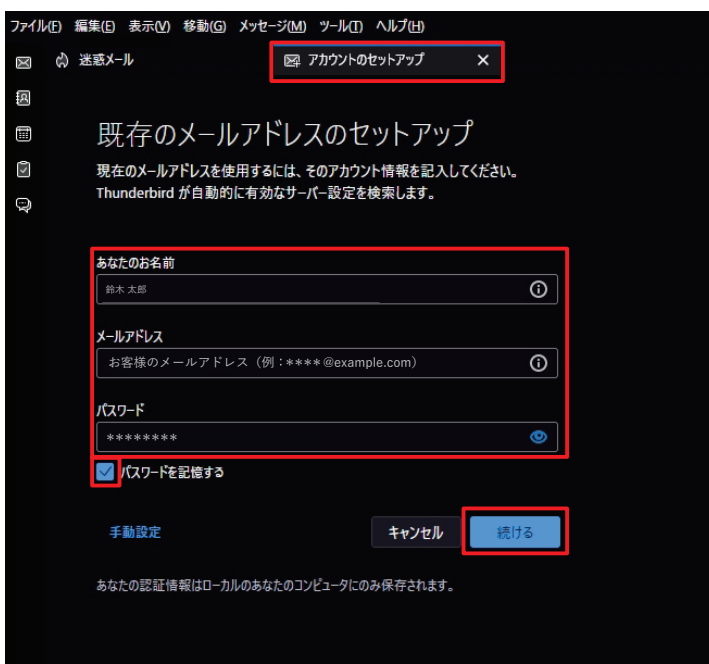 ファイル(F) 編集(E) 表示(V) 移動(G) メッセージ(M) ツール(T) ヘルプ(H)
迷惑メール アカウントのセットアップ ×
既存のメールアドレスのセットアップ
現在のメールアドレスを使用するには、そのアカウント情報を記入してください。
Thunderbird が自動的に有効なサーバー設定を検索します。
あなたのお名前
鈴木 太郎
メールアドレス
お客様のメールアドレス（例：****@example.com）
パスワード
********
パスワードを記憶する
手動設定 キャンセル 続ける
あなたの認証情報はローカルのあなたのコンピュータにのみ保存されます。